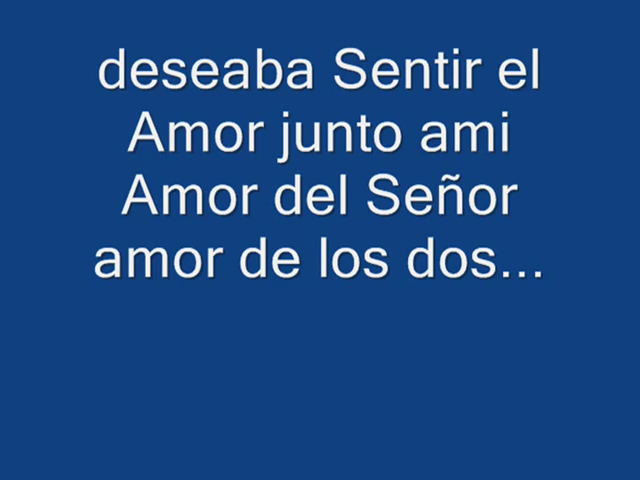 deseaba Sentir el
Amor junto ami
Amor del Señor
amor de los dos...